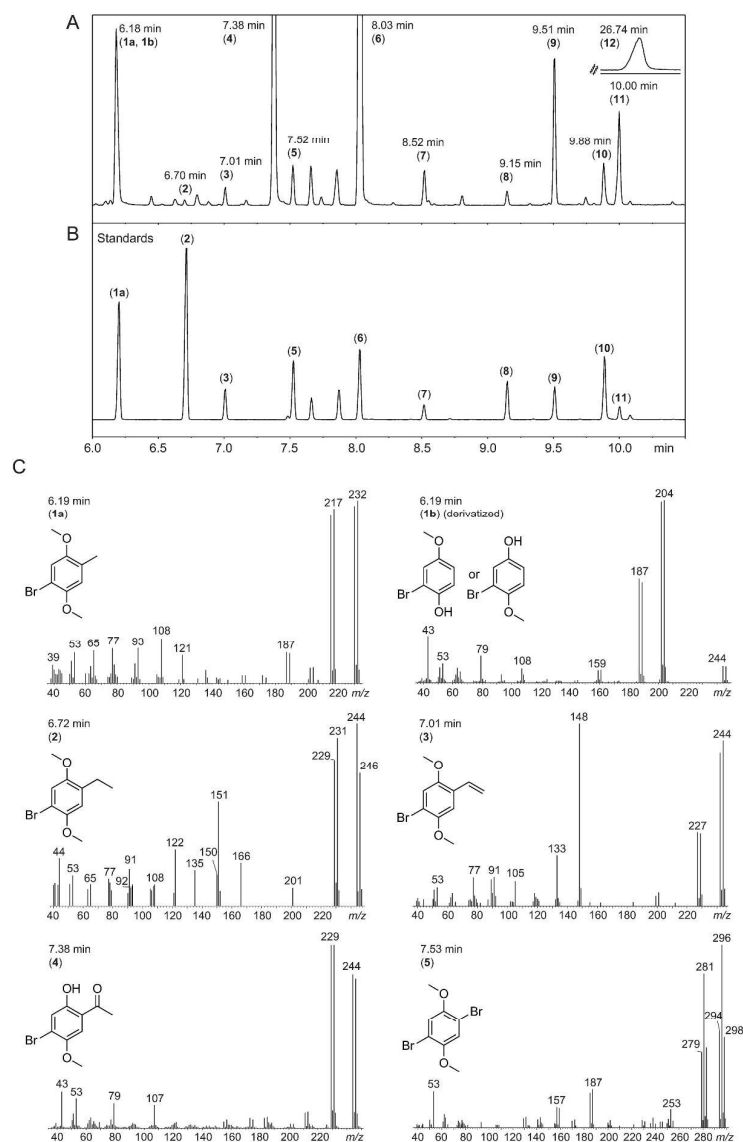 A
6.18 min
(1a, 1b)
7.38 min
(4)
8.03 min
(6)
9.51 min
(9)
26.74 min
(12)
10.00 min
(11)
7.52 min
(5)
7.01 min
(3)
6.70 min
(2)
8.52 min
(7)
9.15 min
(8)
9.88 min
(10)
B
Standards
(1a)
(2)
(3)
(5)
(6)
(7)
(8)
(9)
(10)
(11)
6.0 6.5 7.0 7.5 8.0 8.5 9.0 9.5 min
C
6.19 min
(1a)
O
Br
O
39 53 65 77 93 108 121 187 217 232
40 60 80 100 120 140 160 180 200 220 m/z
6.19 min
(1b) (derivatized)
O
Br
OH
or
OH
Br
O
43 53 79 108 159 187 204 244
40 60 80 100 120 140 160 180 200 220 m/z
6.72 min
(2)
O
Br
O
44 53 65 77 92 91 108 122 135 150 151 166 201 229 231 244 246
40 60 80 100 120 140 160 180 200 220 m/z
7.01 min
(3)
O
Br
O
53 77 91 105 133 148 227 244
40 60 80 100 120 140 160 180 200 220 m/z
7.38 min
(4)
OH O
Br
O
43 53 79 107 229 244
40 60 80 100 120 140 160 180 200 220 m/z
7.53 min
(5)
O
Br
Br
O
53 157 187 253 279 281 294 296 298
40 60 80 100 120 140 160 180 200 220 240 260 280 m/z